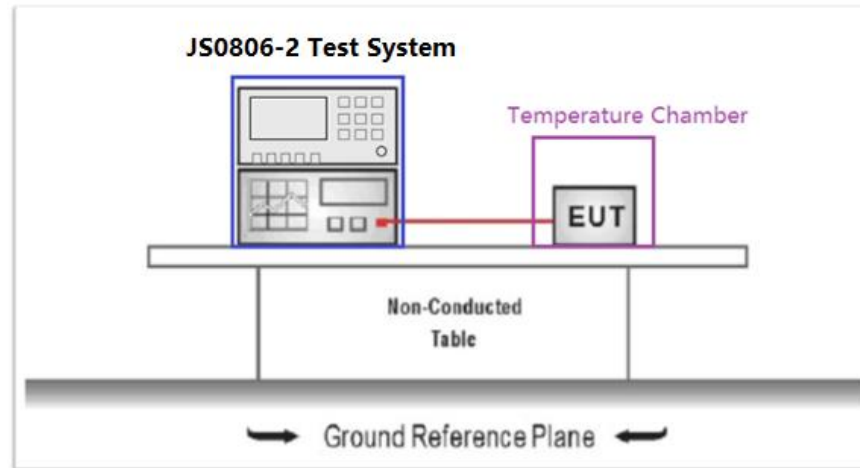 JS0806-2 Test System
Temperature Chamber
EUT
Non-Conducted
Table
Ground Reference Plane